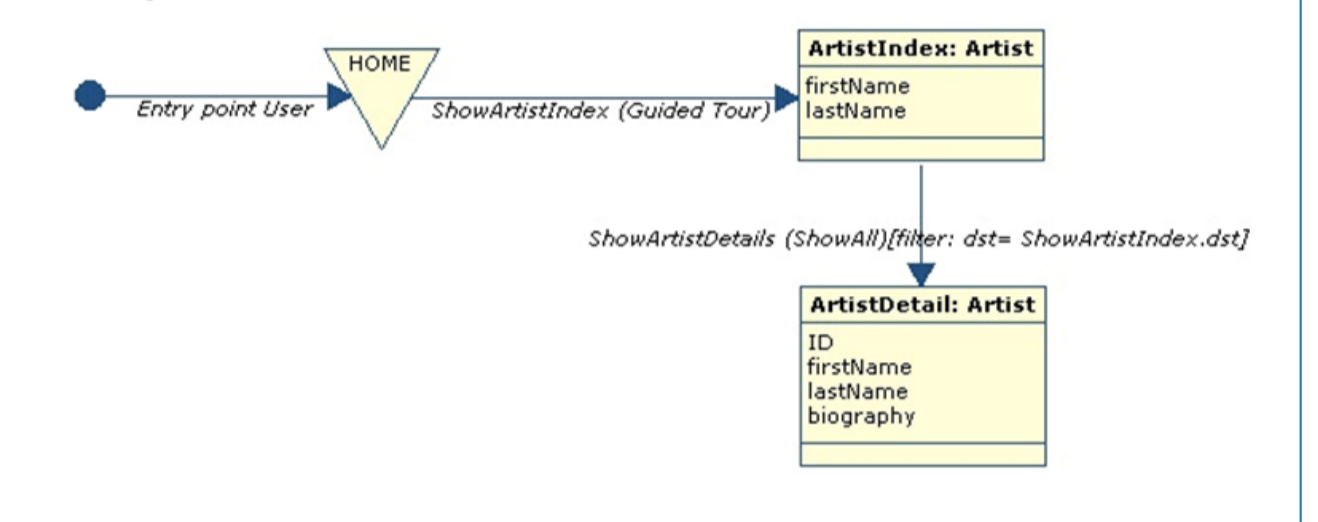 HOME
Entry point User
ShowArtistIndex (Guided Tour)
ArtistIndex: Artist
firstName
lastName
ShowArtistDetails (ShowAll)[filter: dst= ShowArtistIndex.dst]
ArtistDetail: Artist
ID
firstName
lastName
biography